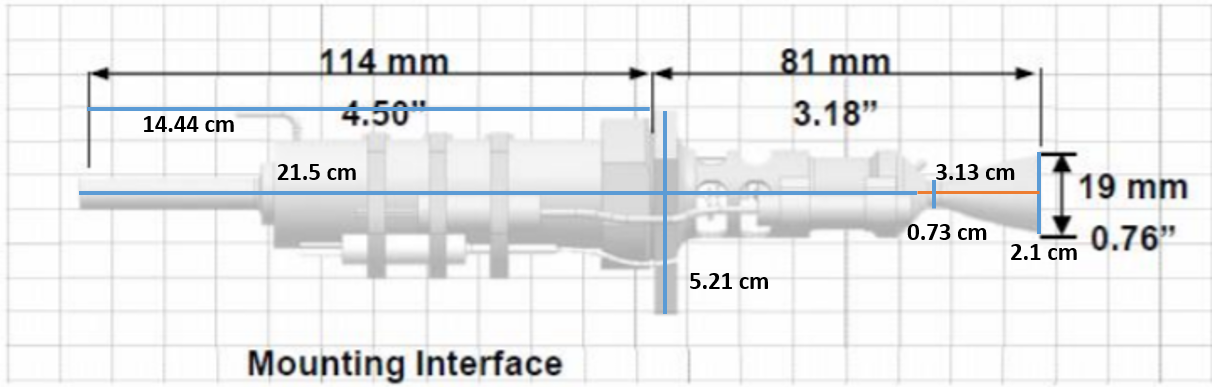 114 mm
81 mm
4.50”
3.18”
14.44 cm
21.5 cm
3.13 cm
19 mm
0.73 cm
0.76”
2.1 cm
5.21 cm
Mounting Interface